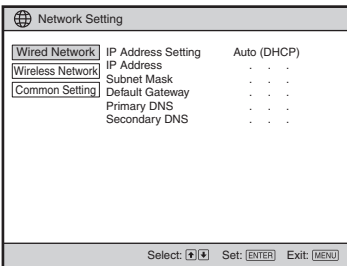 Network Setting
Wired Network
Wireless Network
Common Setting
IP Address Setting Auto (DHCP)
IP Address . . .
Subnet Mask . . .
Default Gateway . . .
Primary DNS . . .
Secondary DNS . . .
Select: ↑ ↓ Set: ENTER Exit: MENU